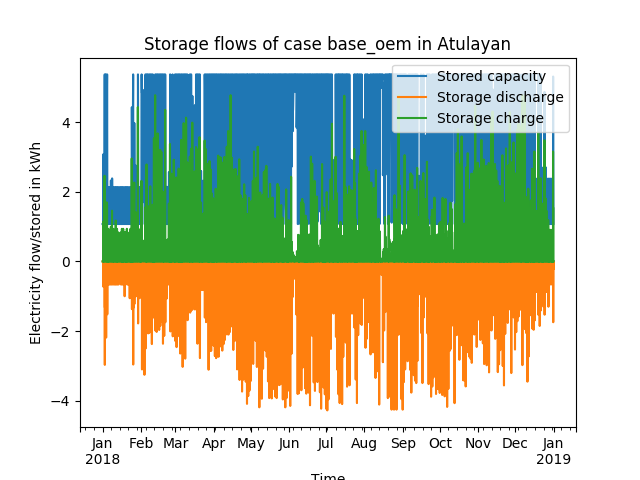 Storage flows of case base_oem in Atulayan
Stored capacity
Storage discharge
Storage charge
Electricity flow/stored in kWh
4
2
0
−2
−4
Jan Feb Mar Apr May Jun Jul Aug Sep Oct Nov Dec Jan
2018 2019
Time